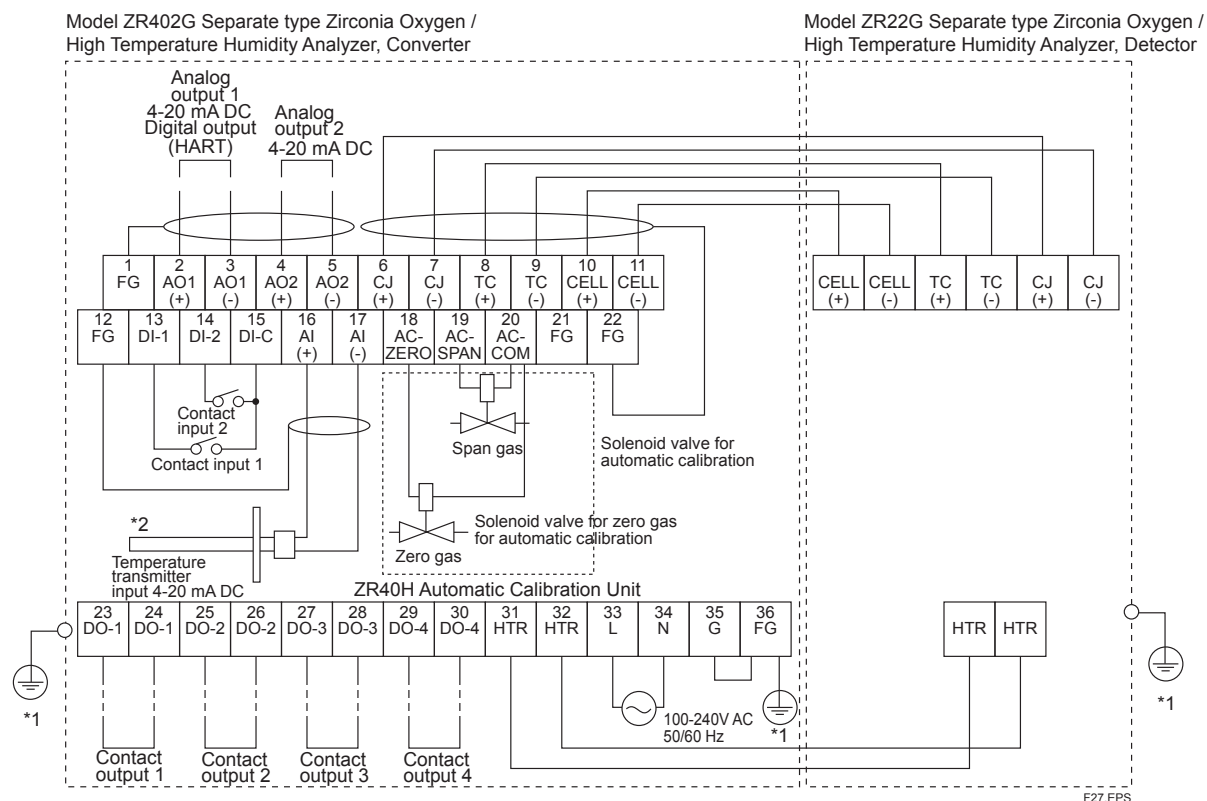 Model ZR402G Separate type Zirconia Oxygen /
High Temperature Humidity Analyzer, Converter
Model ZR22G Separate type Zirconia Oxygen /
High Temperature Humidity Analyzer, Detector
Analog
output 1
4-20 mA DC
Digital output
(HART)
Analog
output 2
4-20 mA DC
1 2 3 4 5 6 7 8 9 10 11
FG AO1 AO1 AO2 AO2 CJ CJ TC TC CELL CELL
(+) (-) (+) (-) (+) (-) (+) (-) (+) (-)
CELL CELL TC TC CJ CJ
(+) (-) (+) (-) (+) (-)
12 13 14 15 16 17 18 19 20 21 22
FG DI-1 DI-2 DI-C AI AI AC- AC- AC- FG FG
(+) (-) ZERO SPAN COM
Contact
input 2
Contact input 1
Span gas
Solenoid valve for
automatic calibration
*2
Solenoid valve for zero gas
for automatic calibration
Zero gas
Temperature
transmitter
input 4-20 mA DC
ZR40H Automatic Calibration Unit
23 24 25 26 27 28 29 30 31 32 33 34 35 36
DO-1 DO-1 DO-2 DO-2 DO-3 DO-3 DO-4 DO-4 HTR HTR L N G FG
HTR HTR
*1
*1
100-240V AC
50/60 Hz
*1
Contact
output 1
Contact
output 2
Contact
output 3
Contact
output 4
F27.EPS